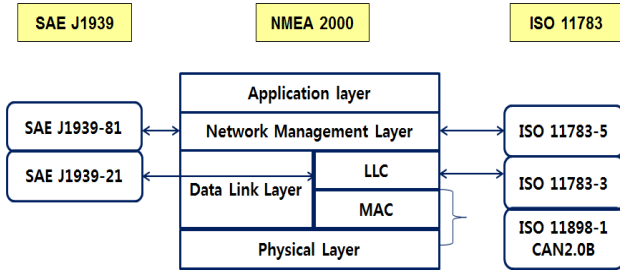 SAE J1939
NMEA 2000
ISO 11783
Application layer
SAE J1939-81
Network Management Layer
ISO 11783-5
SAE J1939-21
Data Link Layer
LLC
ISO 11783-3
MAC
ISO 11898-1
CAN2.0B
Physical Layer